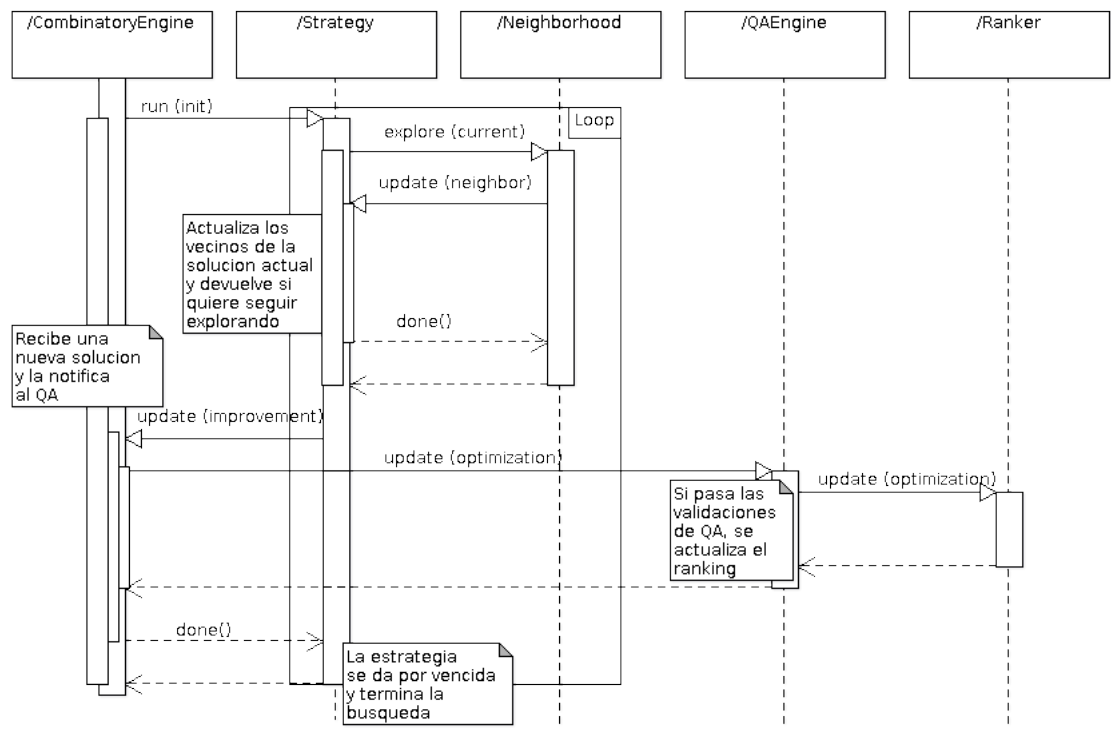 /CombinatoryEngine
/Strategy
/Neighborhood
/QAEngine
/Ranker
run (init)
Loop
explore (current)
update (neighbor)
Actualiza los
vecinos de la
solucion actual
y devuelve si
quiere seguir
explorando
done()
Recibe una
nueva solucion
y la notifica
al QA
update (improvement)
update (optimization)
update (optimization)
Si pasa las
validaciones
de QA, se
actualiza el
ranking
done()
La estrategia
se da por vencida
y termina la
busqueda